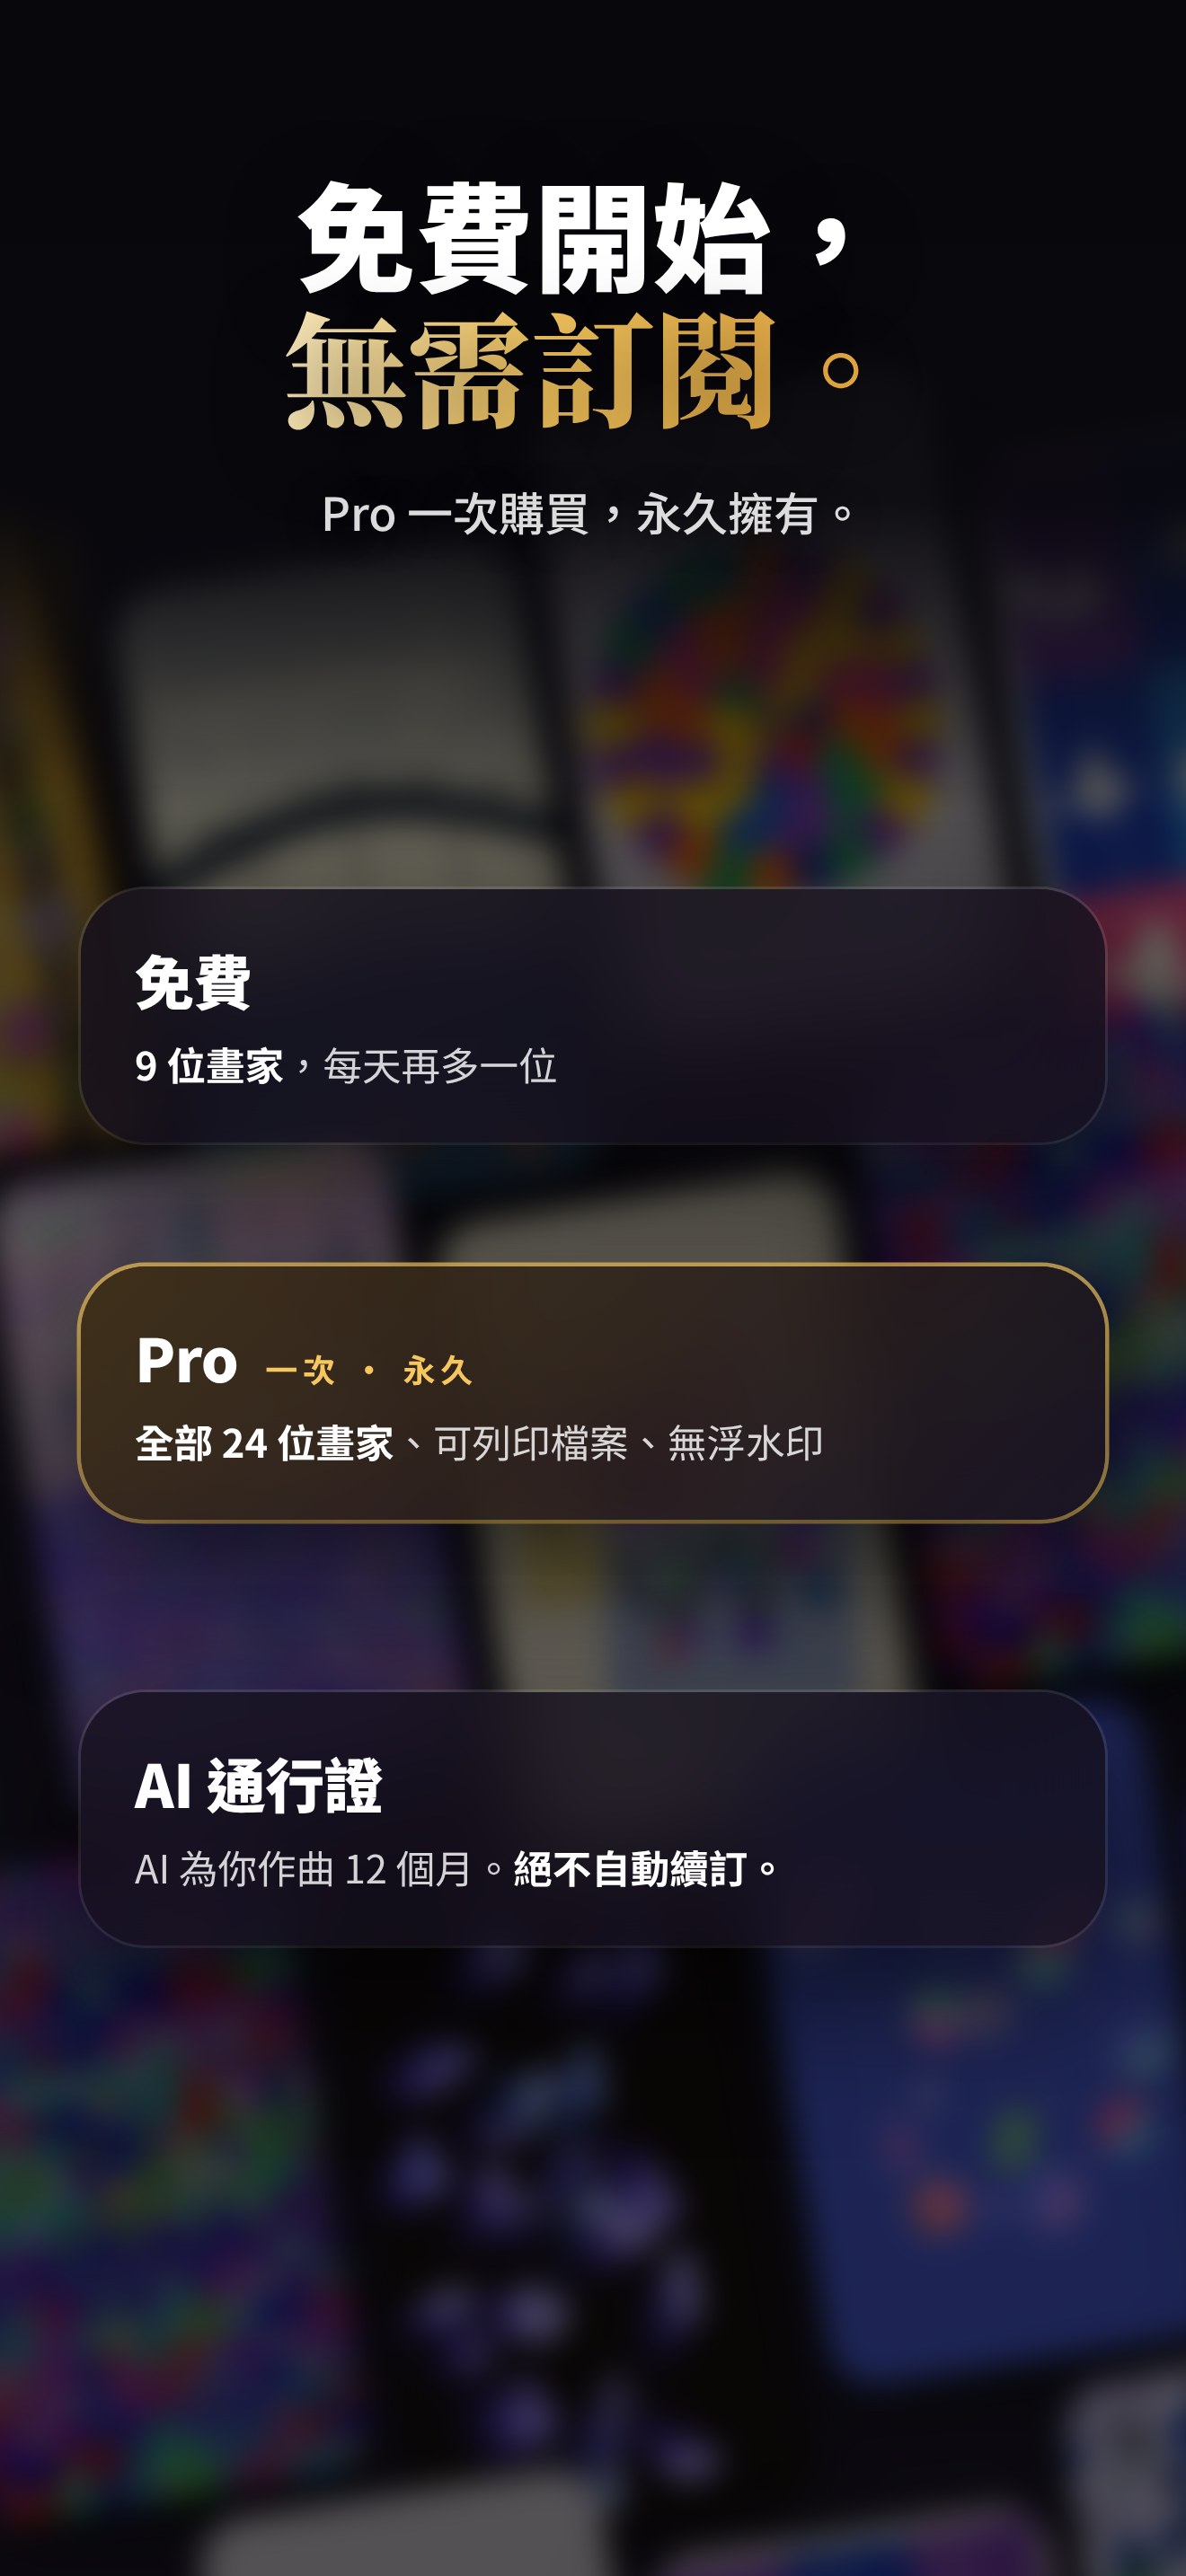 免費開始，
無需訂閱。
Pro 一次購買，永久擁有。
免費
9 位畫家，每天再多一位
Pro 一次 · 永久
全部 24 位畫家、可列印檔案、無浮水印
AI 通行證
AI 為你作曲 12 個月。絕不自動續訂。